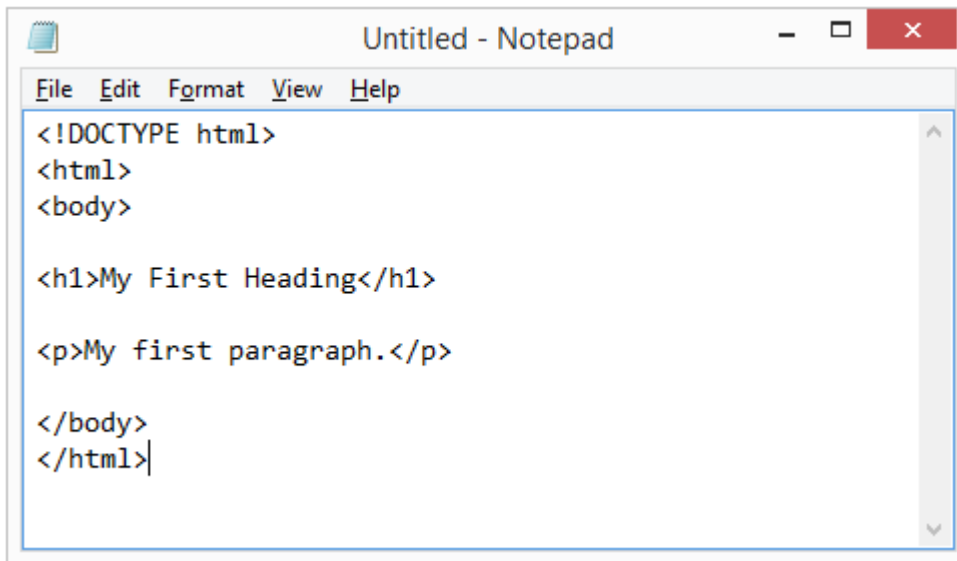 Untitled - Notepad
File Edit Format View Help
<!DOCTYPE html>
<html>
<body>
<h1>My First Heading</h1>
<p>My first paragraph.</p>
</body>
</html>